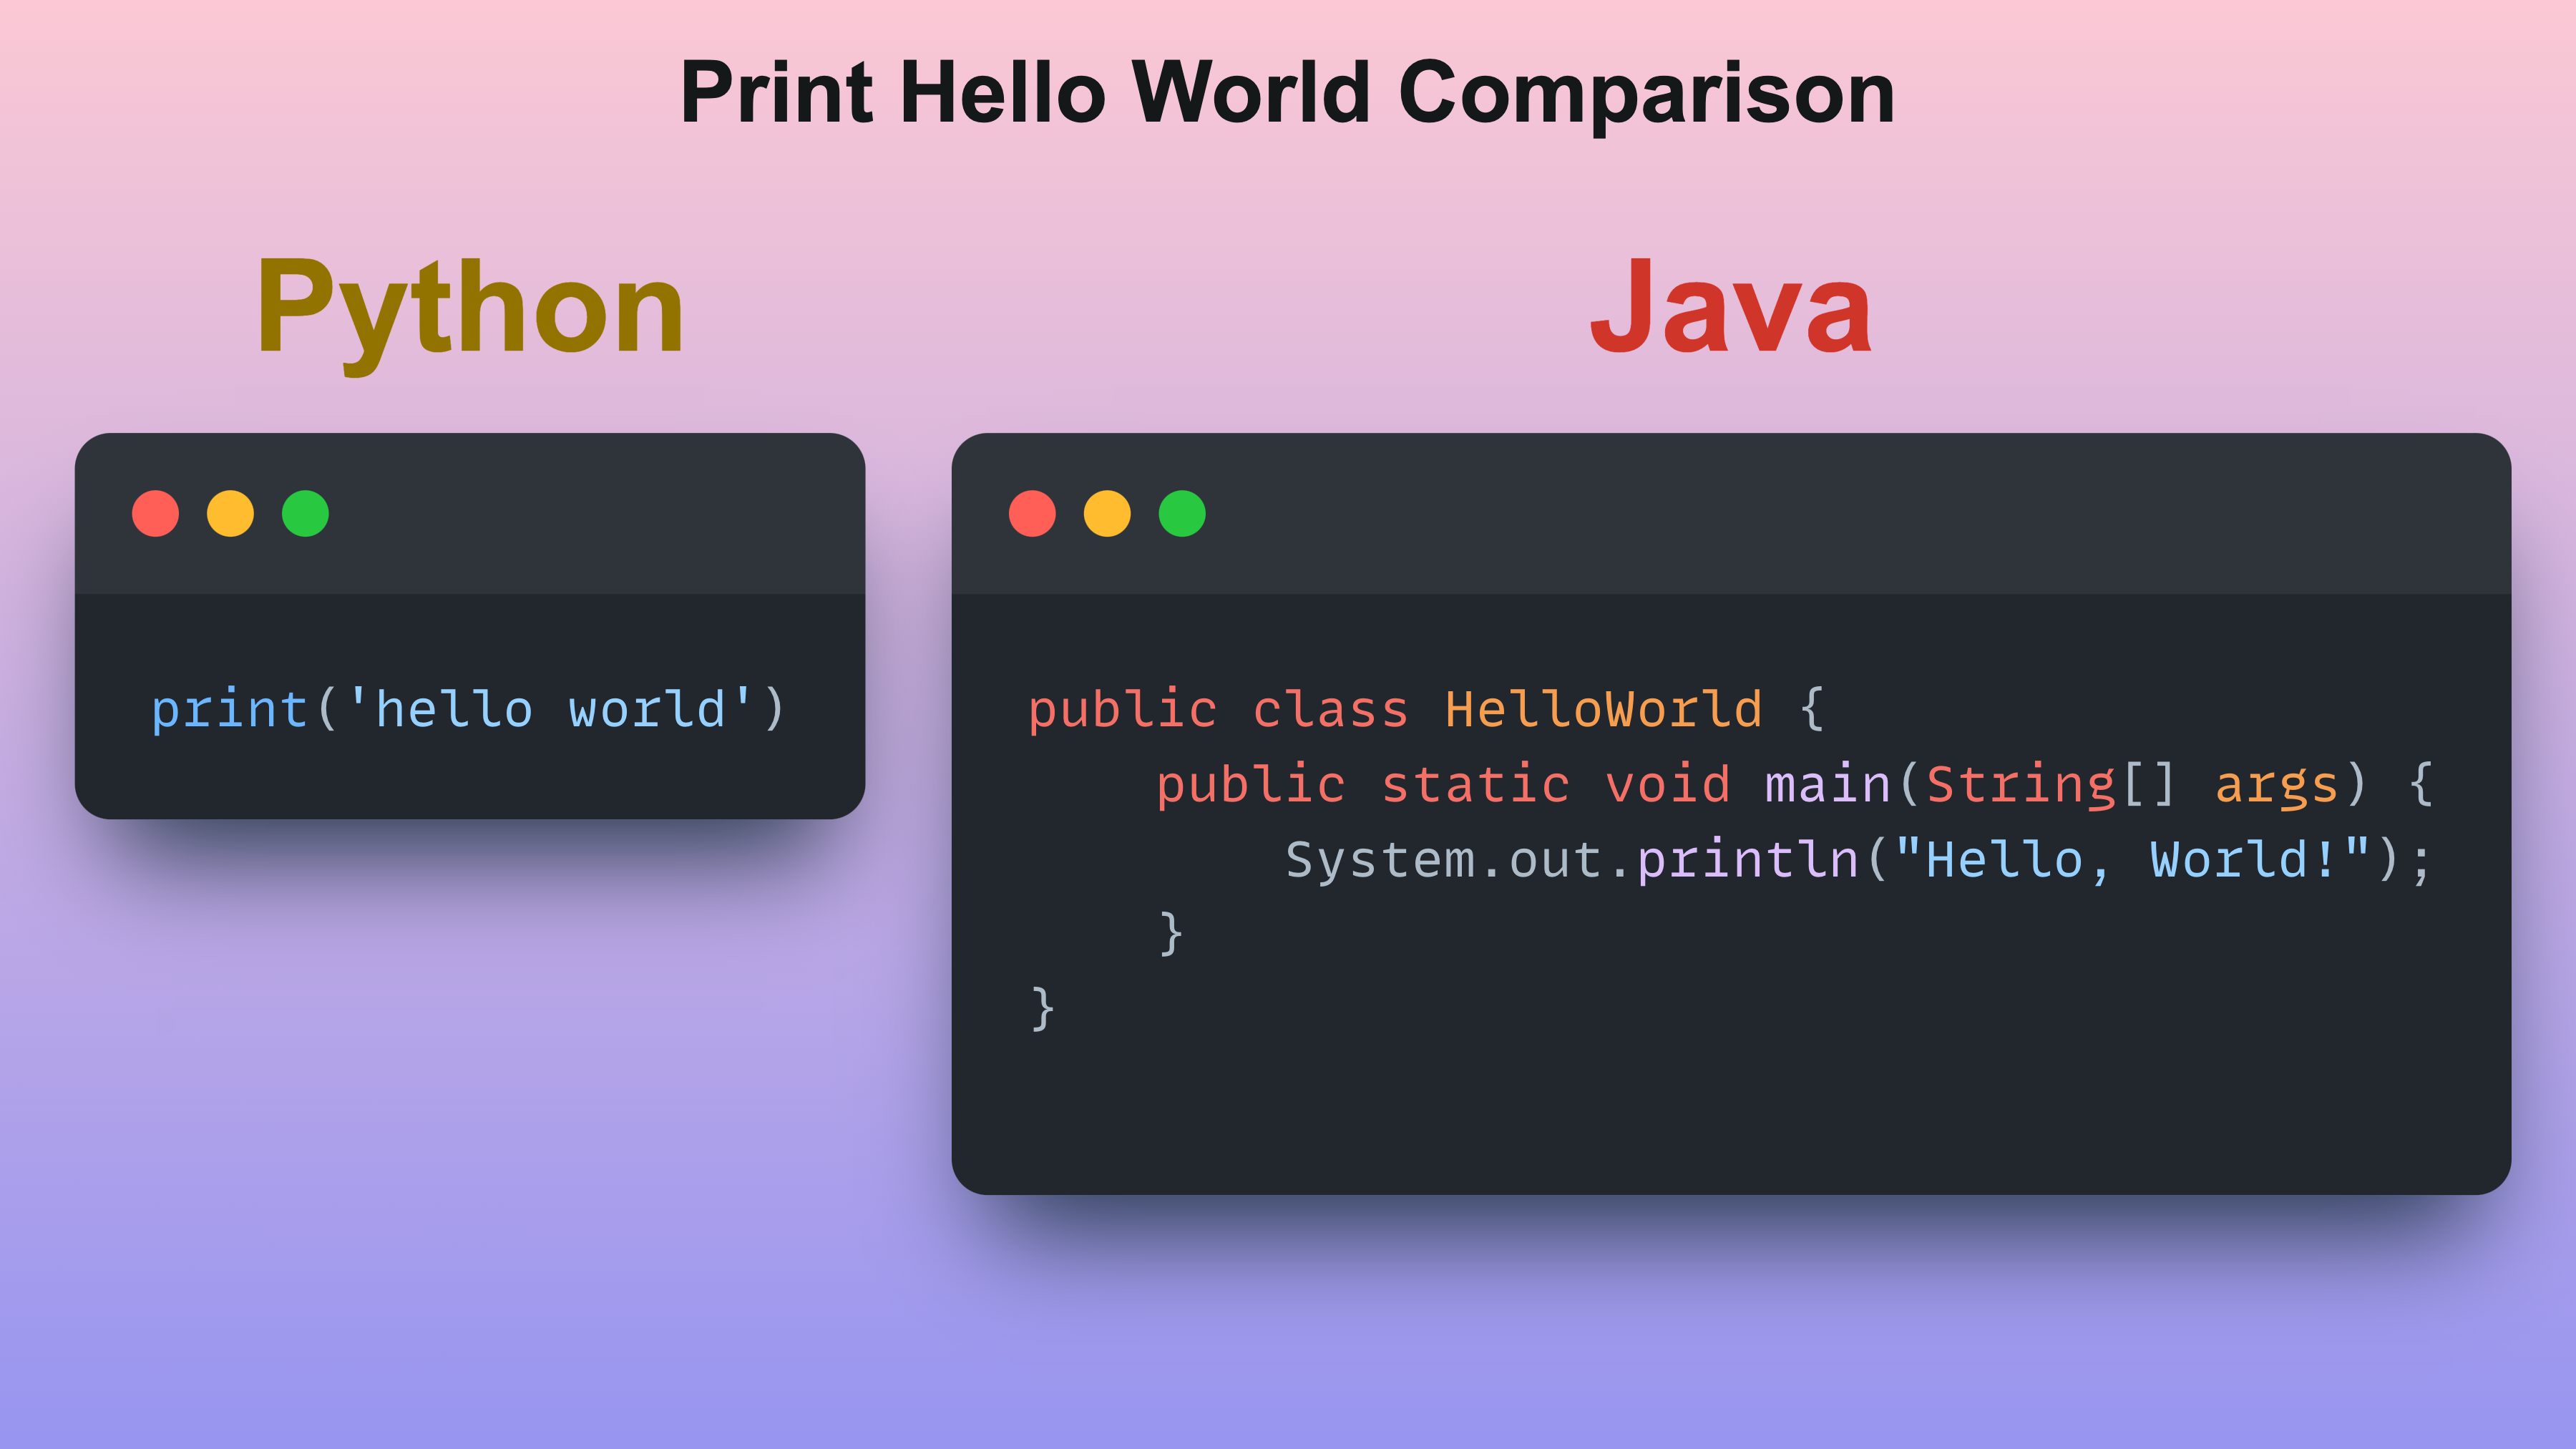 Print Hello World Comparison
Python
print('hello world')
Java
public class HelloWorld {
    public static void main(String[] args) {
        System.out.println("Hello, World!");
    }
}